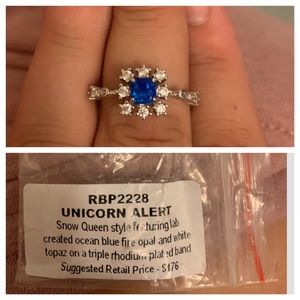 RBP2228
UNICORN ALERT
Snow Queen style featuring lab
created ocean blue fire opal and white
topaz on a triple rhodium plated band.
Suggested Retail Price - $176